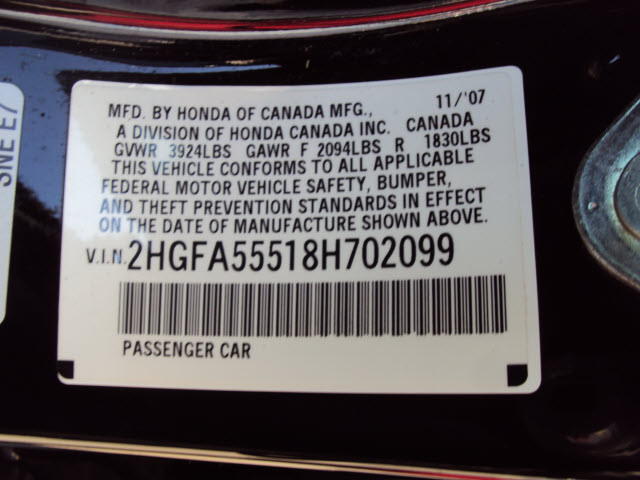 MFD. BY HONDA OF CANADA MFG., 11/'07
A DIVISION OF HONDA CANADA INC. CANADA
GVWR 3924LBS GAWR F 2094LBS R 1830LBS
THIS VEHICLE CONFORMS TO ALL APPLICABLE
FEDERAL MOTOR VEHICLE SAFETY, BUMPER,
AND THEFT PREVENTION STANDARDS IN EFFECT
ON THE DATE OF MANUFACTURE SHOWN ABOVE.
V.I.N. 2HGFA55518H702099
PASSENGER CAR
SNE E7